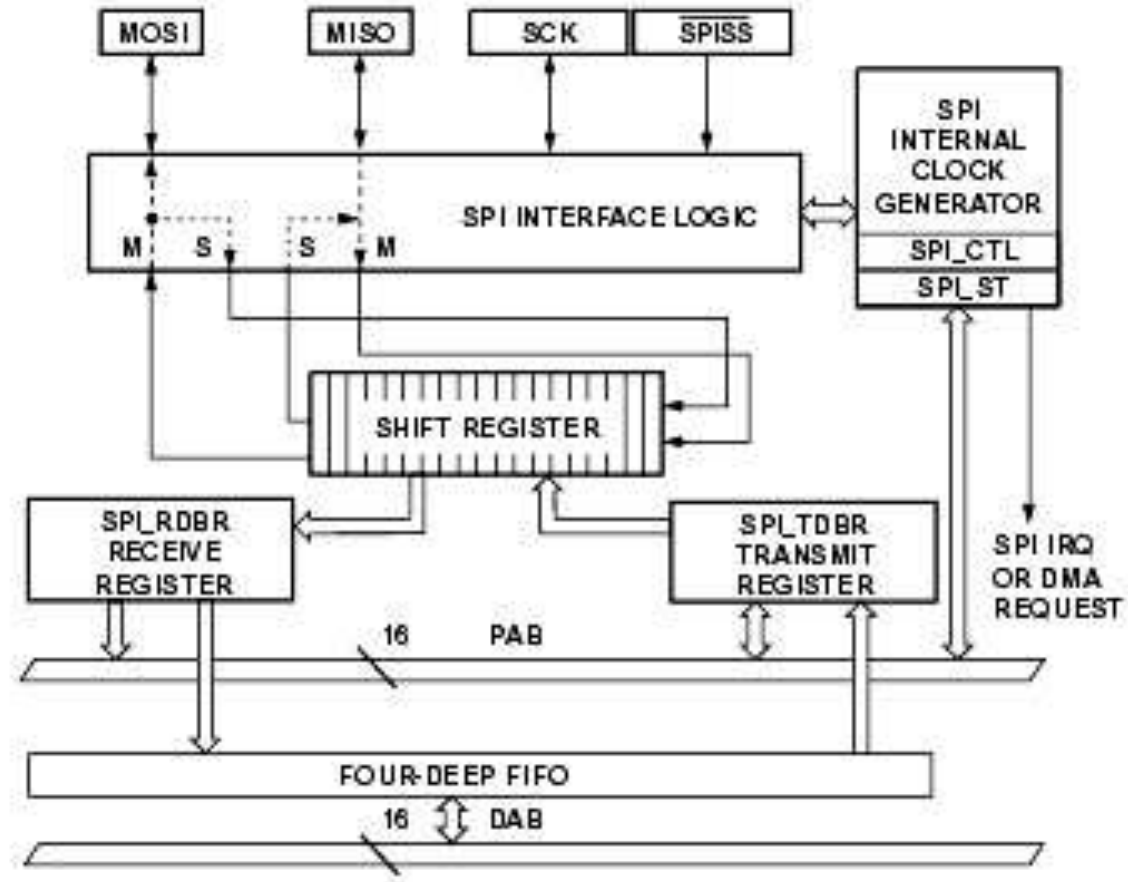 MOSI
MISO
SCK
SPISS
SPI
INTERNAL
CLOCK
GENERATOR
SPI INTERFACE LOGIC
M
S
S
M
SPI_CTL
SPI_ST
SHIFT REGISTER
SPI_RDBR
RECEIVE
REGISTER
SPI_TDBR
TRANSMIT
REGISTER
SPI IRQ
OR DMA
REQUEST
16
PAB
FOUR-DEEP FIFO
16
DAB